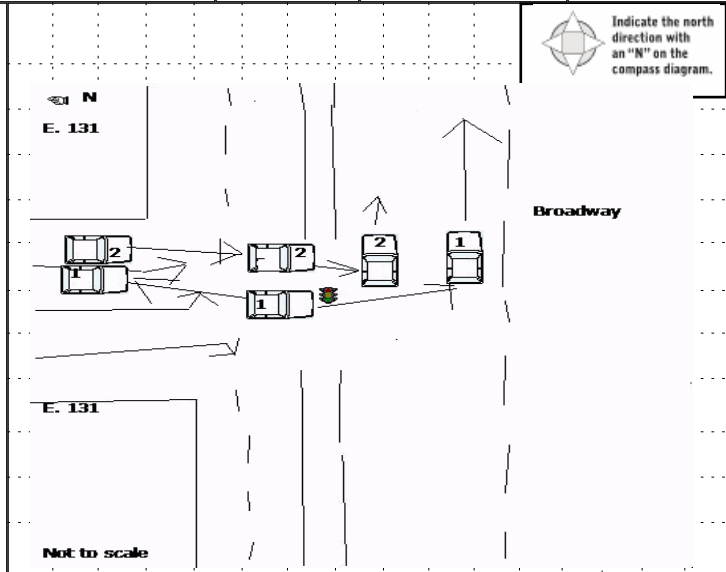 Indicate the north
direction with
an “N” on the
compass diagram.
N
E. 131
Broadway
2
2
2
1
1
1
E. 131
Not to scale